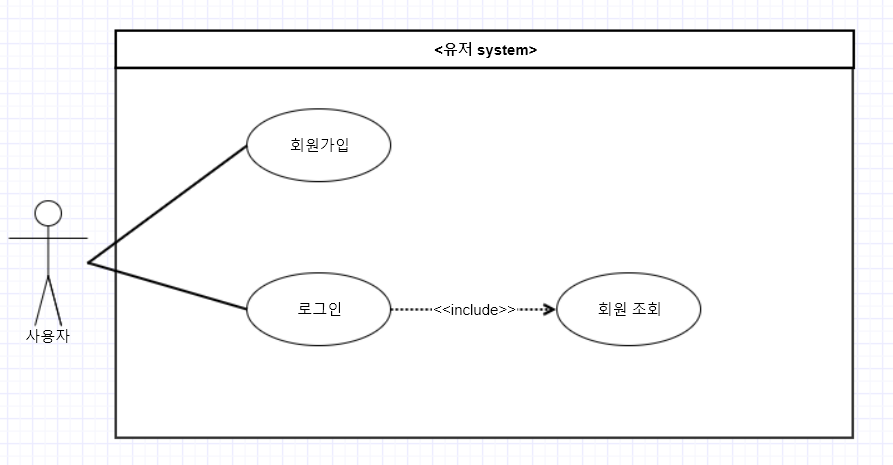 <유저 system>
회원가입
로그인
<<include>>
회원 조회
사용자